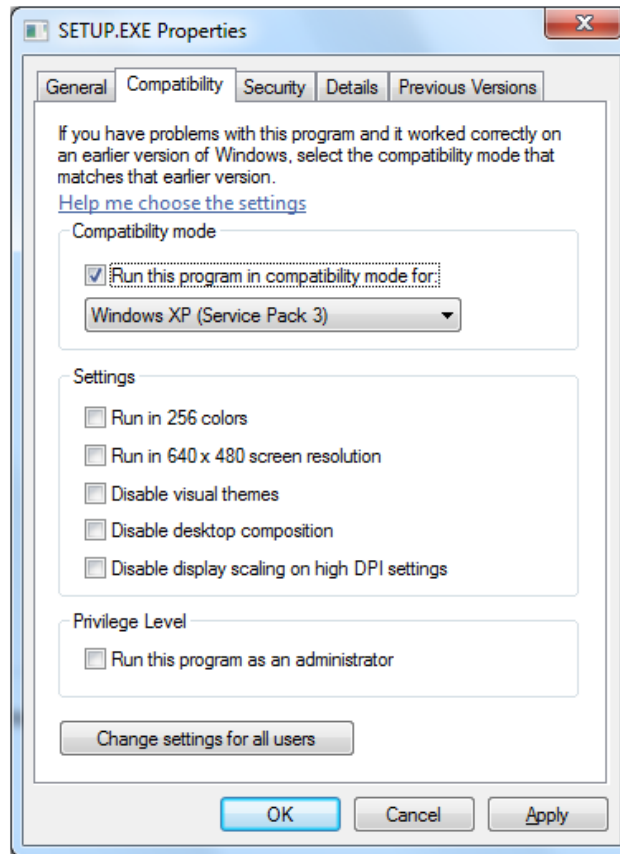 SETUP.EXE Properties
General Compatibility Security Details Previous Versions
If you have problems with this program and it worked correctly on
an earlier version of Windows, select the compatibility mode that
matches that earlier version.
Help me choose the settings
Compatibility mode
Run this program in compatibility mode for:
Windows XP (Service Pack 3)
Settings
Run in 256 colors
Run in 640 x 480 screen resolution
Disable visual themes
Disable desktop composition
Disable display scaling on high DPI settings
Privilege Level
Run this program as an administrator
Change settings for all users
OK Cancel Apply